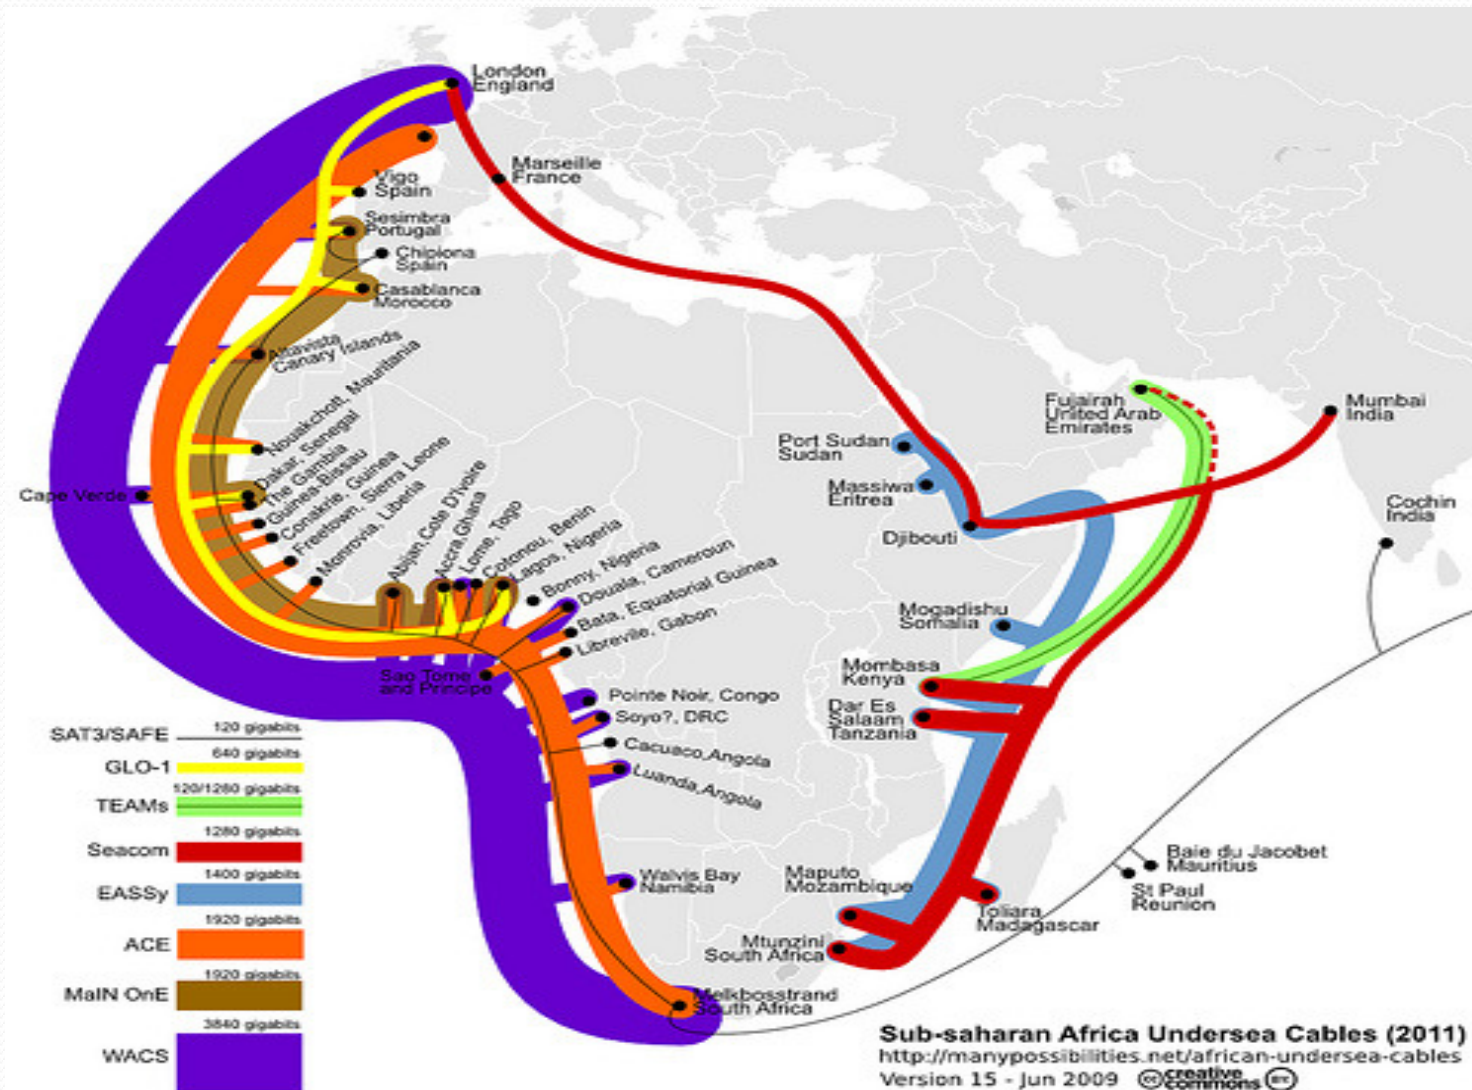 London
England
Marseille
France
Vigo
Spain
Sesimbra
Portugal
Chipiona
Spain
Casablanca
Morocco
Altavista
Canary Islands
Nouakchott, Mauritania
Dakar, Senegal
The Gambia
Guinea-Bissau
Conakrie, Guinea
Freetown, Sierra Leone
Monrovia, Liberia
Cape Verde
Abijan,Cote D'Ivoire
Accra,Ghana
Lome, Togo
Cotonou, Benin
Lagos, Nigeria
Bonny, Nigeria
Douala, Cameroun
Bata, Equatorial Guinea
Libreville, Gabon
Sao Tome
and Principe
Pointe Noir, Congo
Soyo?, DRC
Cacuaco,Angola
Luanda,Angola
Walvis Bay
Namibia
Melkbosstrand
South Africa
Port Sudan
Sudan
Massiwa
Eritrea
Djibouti
Fujairah
United Arab
Emirates
Mumbai
India
Cochin
India
Mogadishu
Somalia
Mombasa
Kenya
Dar Es
Salaam
Tanzania
Maputo
Mozambique
Mtunzini
South Africa
Toliara
Madagascar
Baie du Jacobet
Mauritius
St Paul
Reunion
120 gigabits
SAT3/SAFE
640 gigabits
GLO-1
120/1280 gigabits
TEAMs
1280 gigabits
Seacom
1400 gigabits
EASSy
1920 gigabits
ACE
1920 gigabits
MaIN OnE
3840 gigabits
WACS
Sub-saharan Africa Undersea Cables (2011)
http://manypossibilities.net/african-undersea-cables
Version 15 - Jun 2009 cc creative
commons